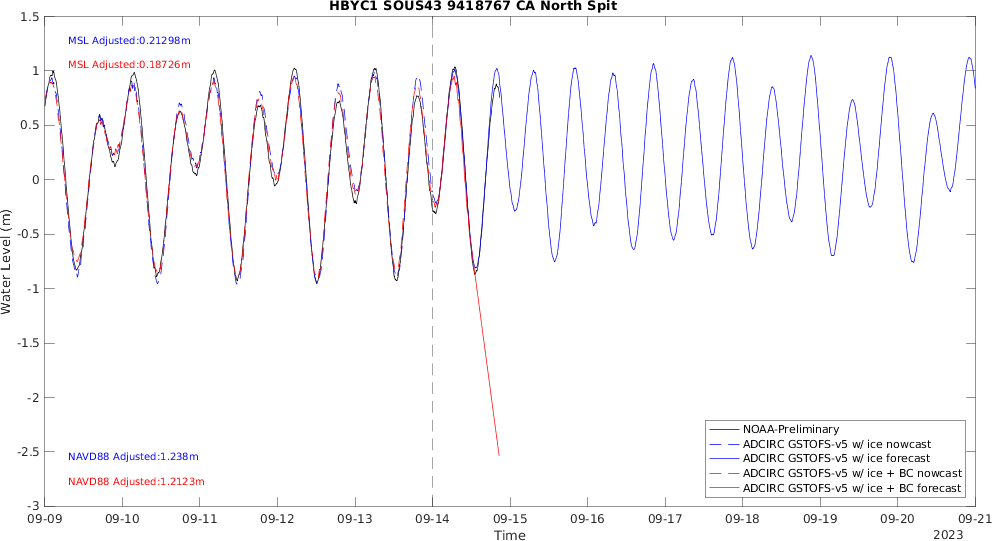 HBYC1 SOUS43 9418767 CA North Spit
1.5
1
0.5
0
-0.5
-1
-1.5
-2
-2.5
-3
Water Level (m)
MSL Adjusted:0.21298m
MSL Adjusted:0.18726m
NAVD88 Adjusted:1.238m
NAVD88 Adjusted:1.2123m
NOAA-Preliminary
ADCIRC GSTOFS-v5 w/ ice nowcast
ADCIRC GSTOFS-v5 w/ ice forecast
ADCIRC GSTOFS-v5 w/ ice + BC nowcast
ADCIRC GSTOFS-v5 w/ ice + BC forecast
09-09 09-10 09-11 09-12 09-13 09-14 09-15 09-16 09-17 09-18 09-19 09-20 09-21
Time
2023